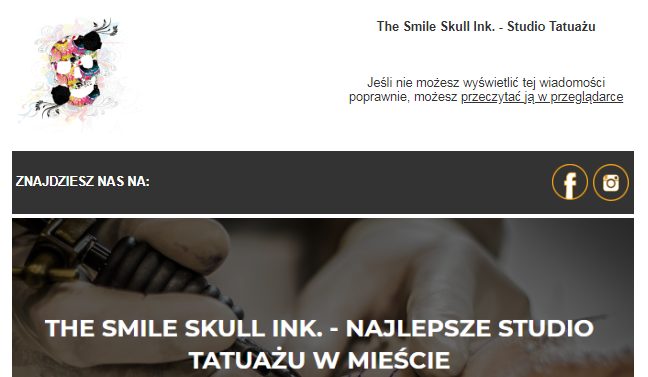 The Smile Skull Ink. - Studio Tatuażu
Jeśli nie możesz wyświetlić tej wiadomości
poprawnie, możesz przeczytać ją w przeglądarce
ZNAJDZIESZ NAS NA:
THE SMILE SKULL INK. - NAJLEPSZE STUDIO
TATUAŻU W MIEŚCIE